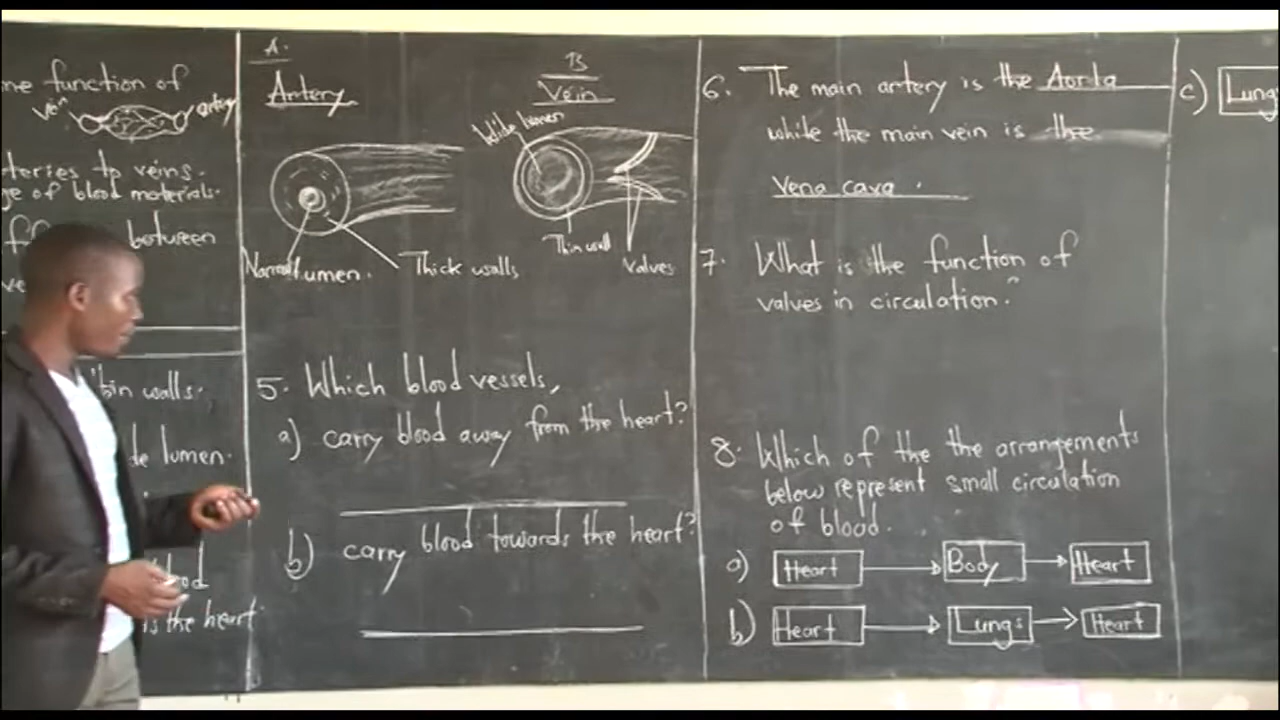 ne function of
vein
artery
teries to veins.
ge of blood materials.
between
ve
thin walls.
de lumen.
blood
is the heart
A.
Artery
B
Vein
Wide lumen
Narrow lumen.
Thick walls
Thin wall
valves
5. Which blood vessels,
a) carry blood away from the heart?
b) carry blood towards the heart?
6. The main artery is the Aorta
while the main vein is the
Vena cava.
7. What is the function of
valves in circulation?
8. Which of the the arrangements
below represent small circulation
of blood.
a) Heart Body Heart
b) Heart Lungs Heart
c) Lung